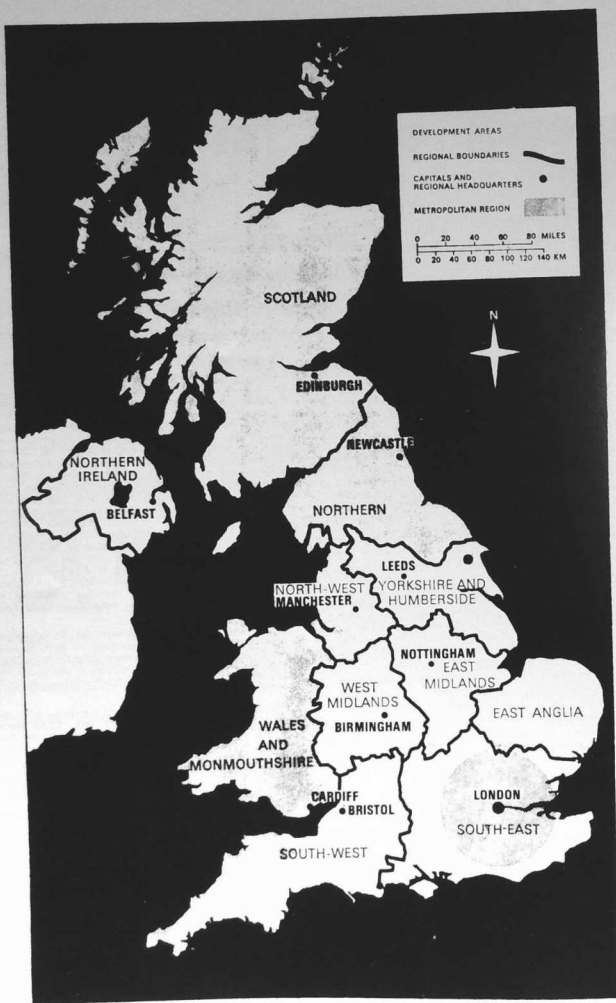 DEVELOPMENT AREAS
REGIONAL BOUNDARIES
CAPITALS AND
REGIONAL HEADQUARTERS
METROPOLITAN REGION
0 20 40 60 80 MILES
0 20 40 60 80 100 120 140 KM
N
SCOTLAND
EDINBURGH
NEWCASTLE
NORTHERN
IRELAND
BELFAST
NORTHERN
LEEDS
YORKSHIRE AND
HUMBERSIDE
NORTH-WEST
MANCHESTER
NOTTINGHAM
EAST
MIDLANDS
WEST
MIDLANDS
BIRMINGHAM
EAST ANGLIA
WALES
AND
MONMOUTHSHIRE
CARDIFF
BRISTOL
LONDON
SOUTH-EAST
SOUTH-WEST